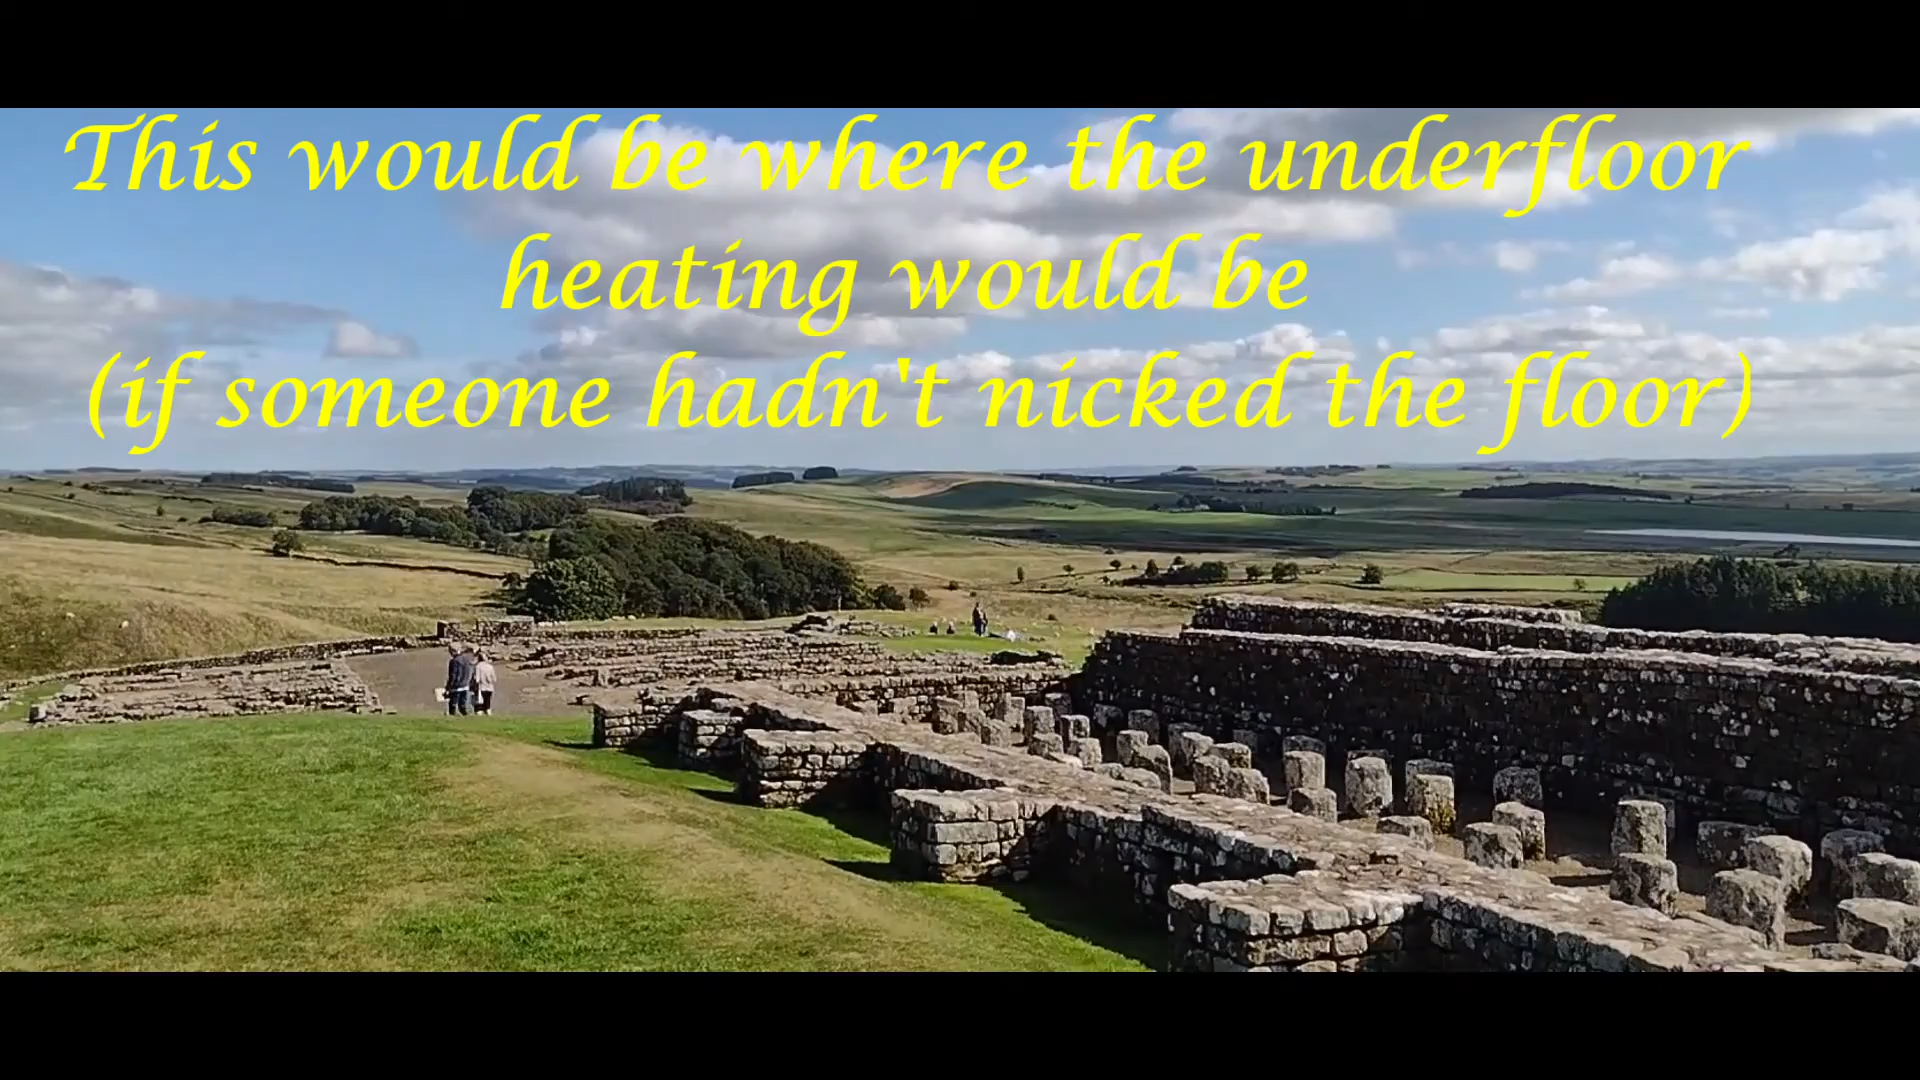 This would be where the underfloor
heating would be
(if someone hadn't nicked the floor)